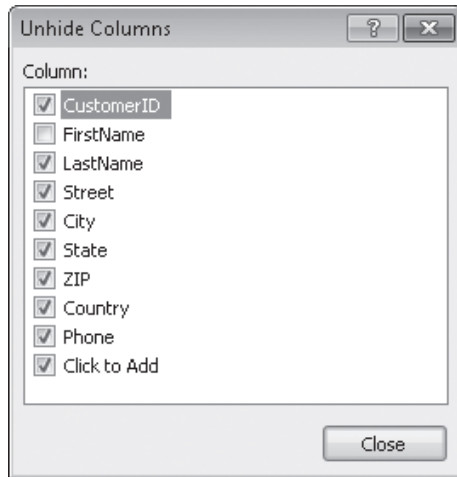 Unhide Columns
Column:
CustomerID
FirstName
LastName
Street
City
State
ZIP
Country
Phone
Click to Add
Close